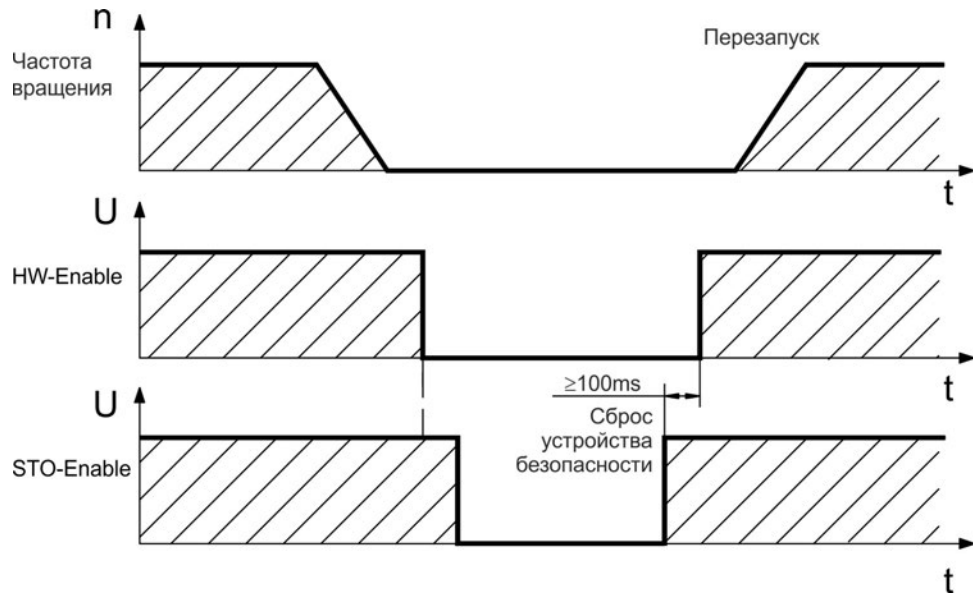 n
Частота
вращения
Перезапуск
t
U
HW-Enable
t
≥100ms
Сброс
устройства
безопасности
U
STO-Enable
t